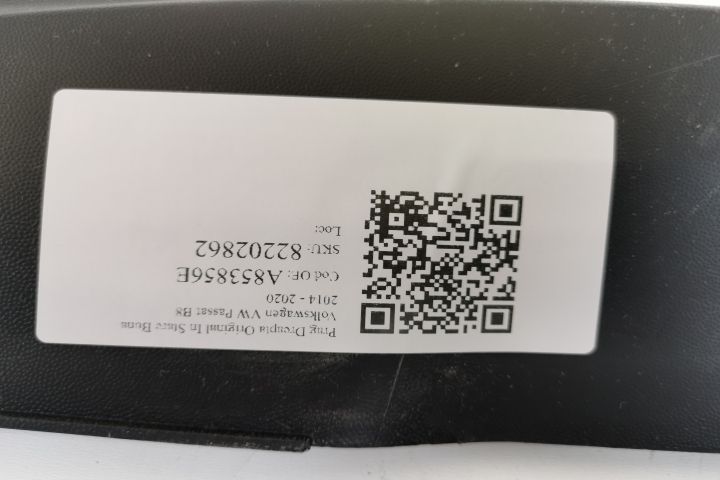 Prag Dreapta Original In Stare Buna
Volkswagen VW Passat B8
2014 - 2020
Cod OE: A853856E
SKU: 82202862
Loc: